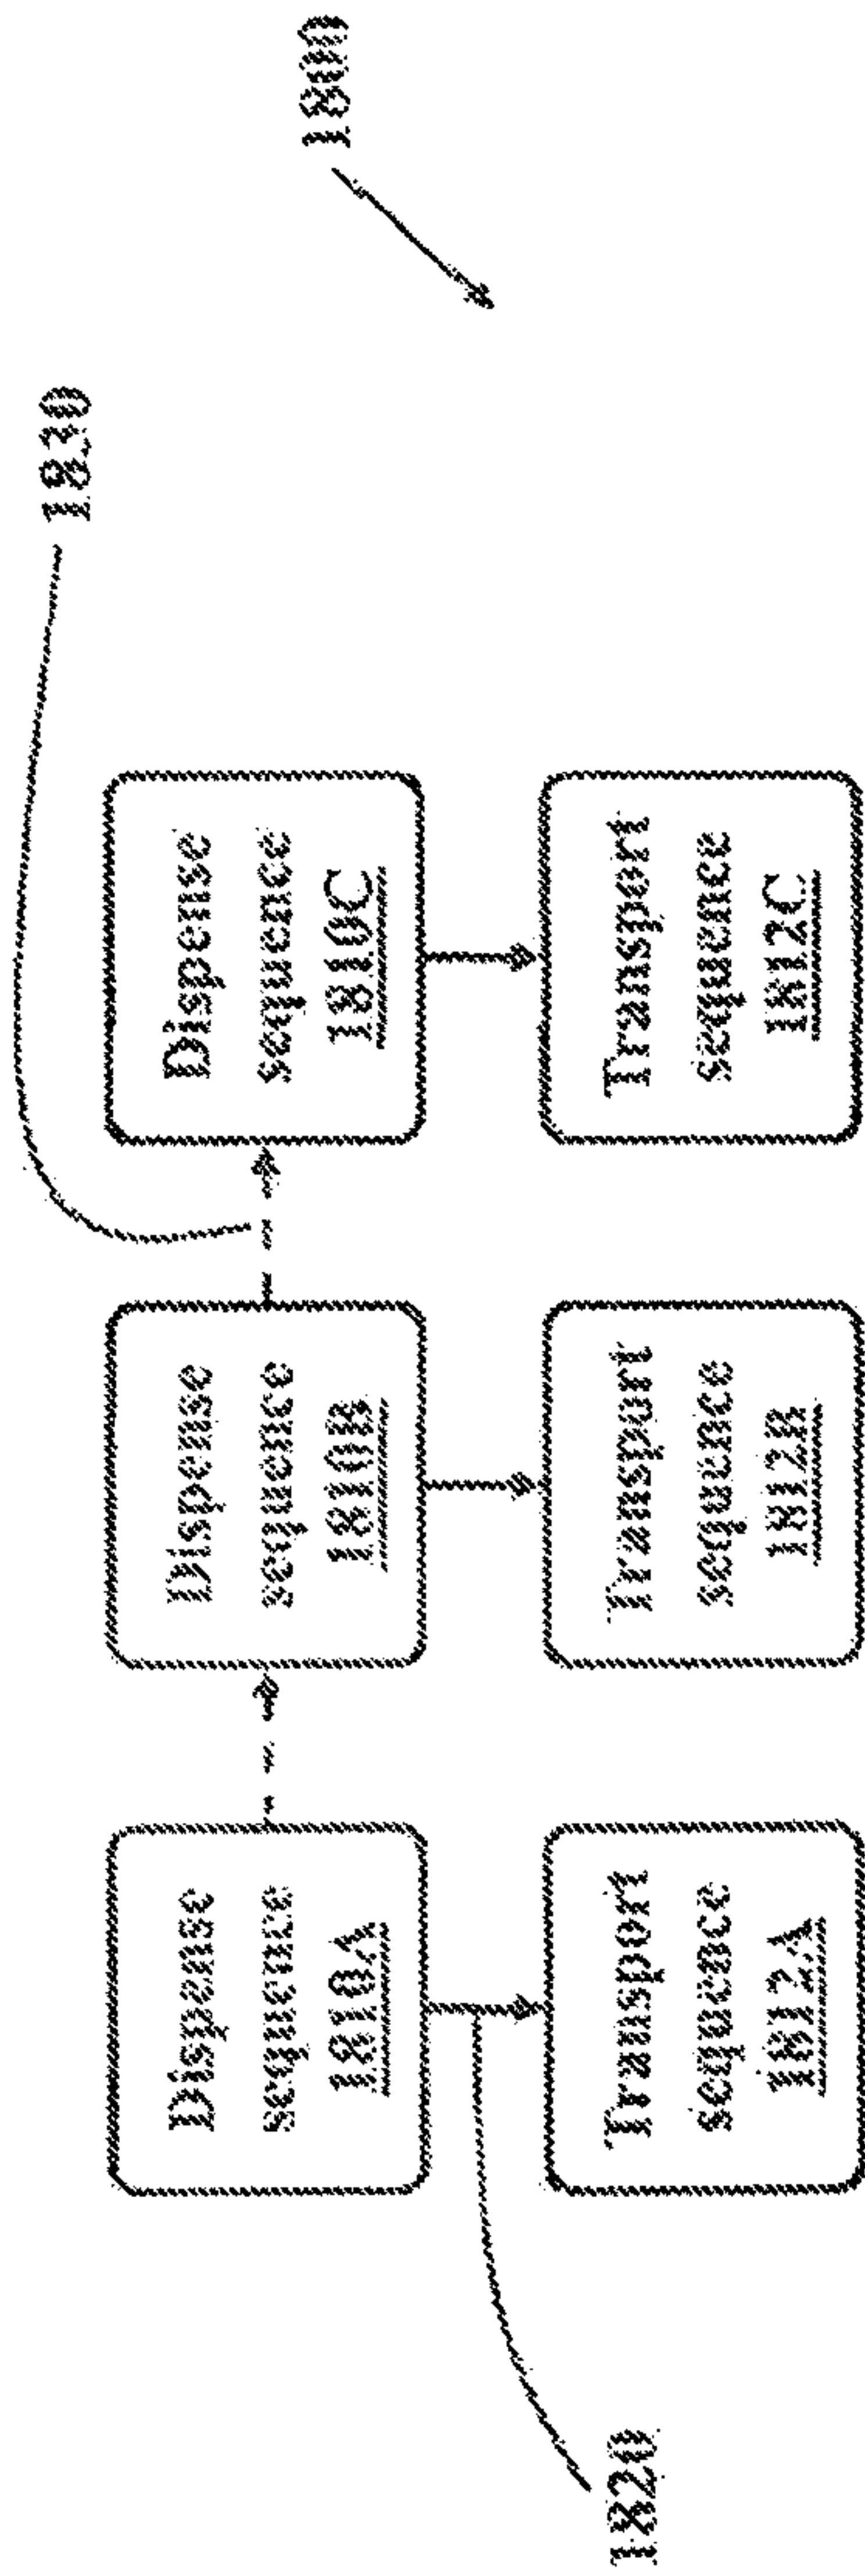 1800
1830
Dispense
sequence
1810A
Dispense
sequence
1810B
Dispense
sequence
1810C
Transport
sequence
1812A
Transport
sequence
1812B
Transport
sequence
1812C
1820